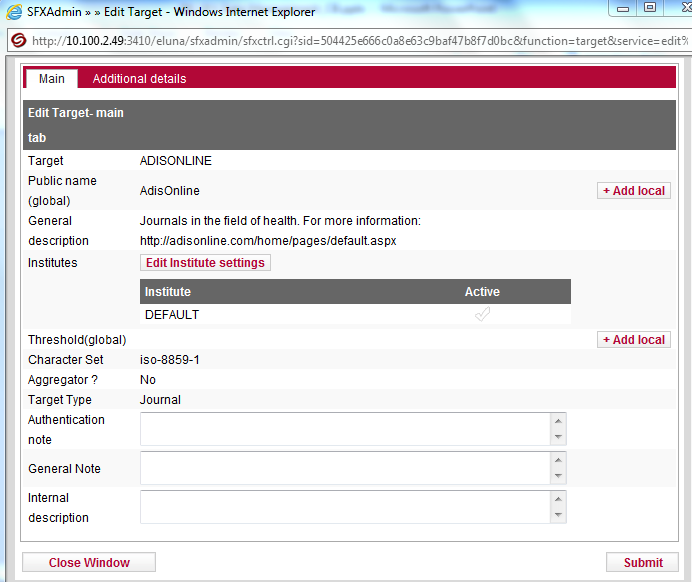 SFXAdmin » » Edit Target - Windows Internet Explorer
http://10.100.2.49:3410/eluna/sfxadmin/sfxctrl.cgi?sid=504425e666c0a8e63c9baf47b8f7d0bc&function=target&service=edit%
Main Additional details
Edit Target- main
tab
Target ADISONLINE
Public name
(global) AdisOnline + Add local
General Journals in the field of health. For more information:
description http://adisonline.com/home/pages/default.aspx
Institutes Edit Institute settings
Institute Active
DEFAULT
Threshold(global) + Add local
Character Set iso-8859-1
Aggregator ? No
Target Type Journal
Authentication
note
General Note
Internal
description
Close Window Submit